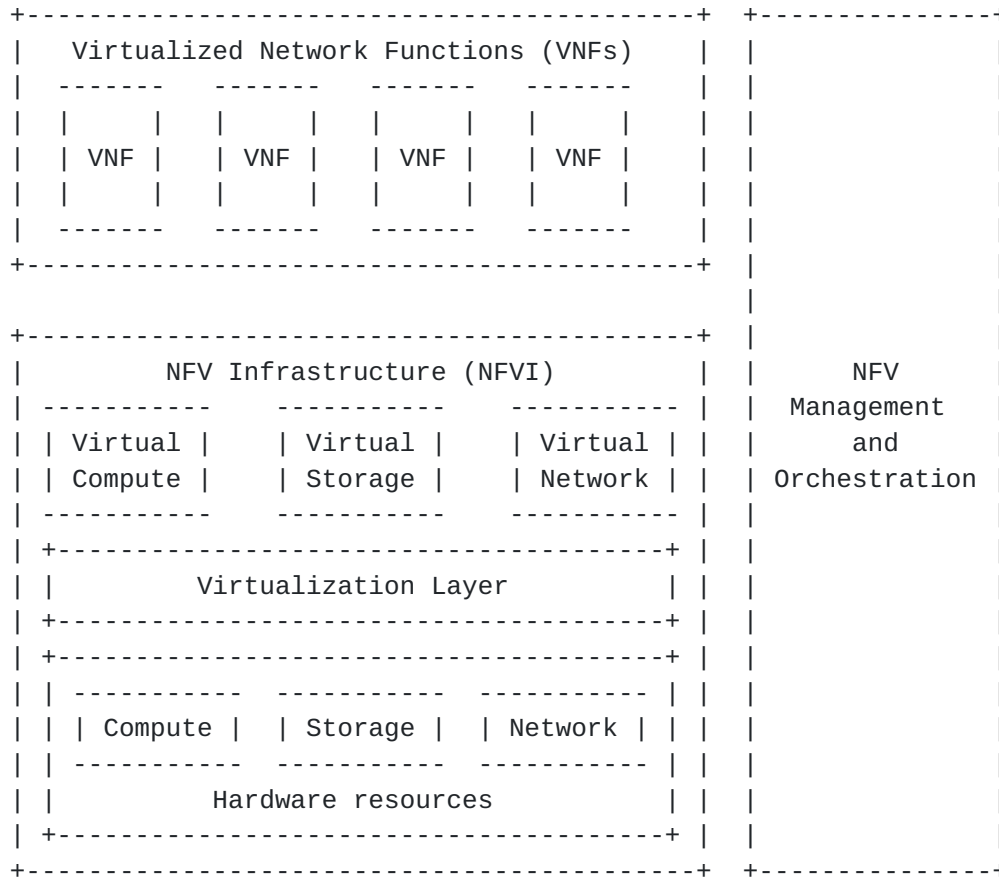 Virtualized Network Functions (VNFs)
VNF VNF VNF VNF
NFV Infrastructure (NFVI)
Virtual Compute
Virtual Storage
Virtual Network
Virtualization Layer
Compute Storage Network
Hardware resources
NFV
Management
and
Orchestration